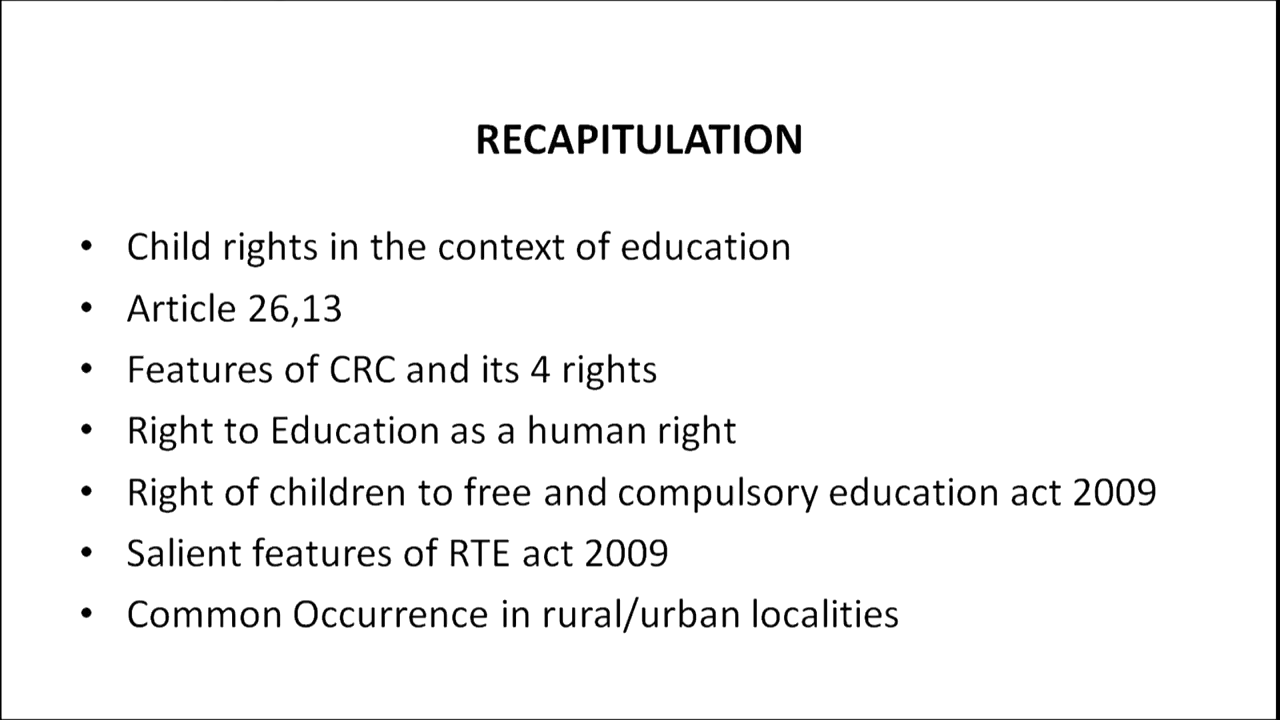 RECAPITULATION
• Child rights in the context of education
• Article 26,13
• Features of CRC and its 4 rights
• Right to Education as a human right
• Right of children to free and compulsory education act 2009
• Salient features of RTE act 2009
• Common Occurrence in rural/urban localities